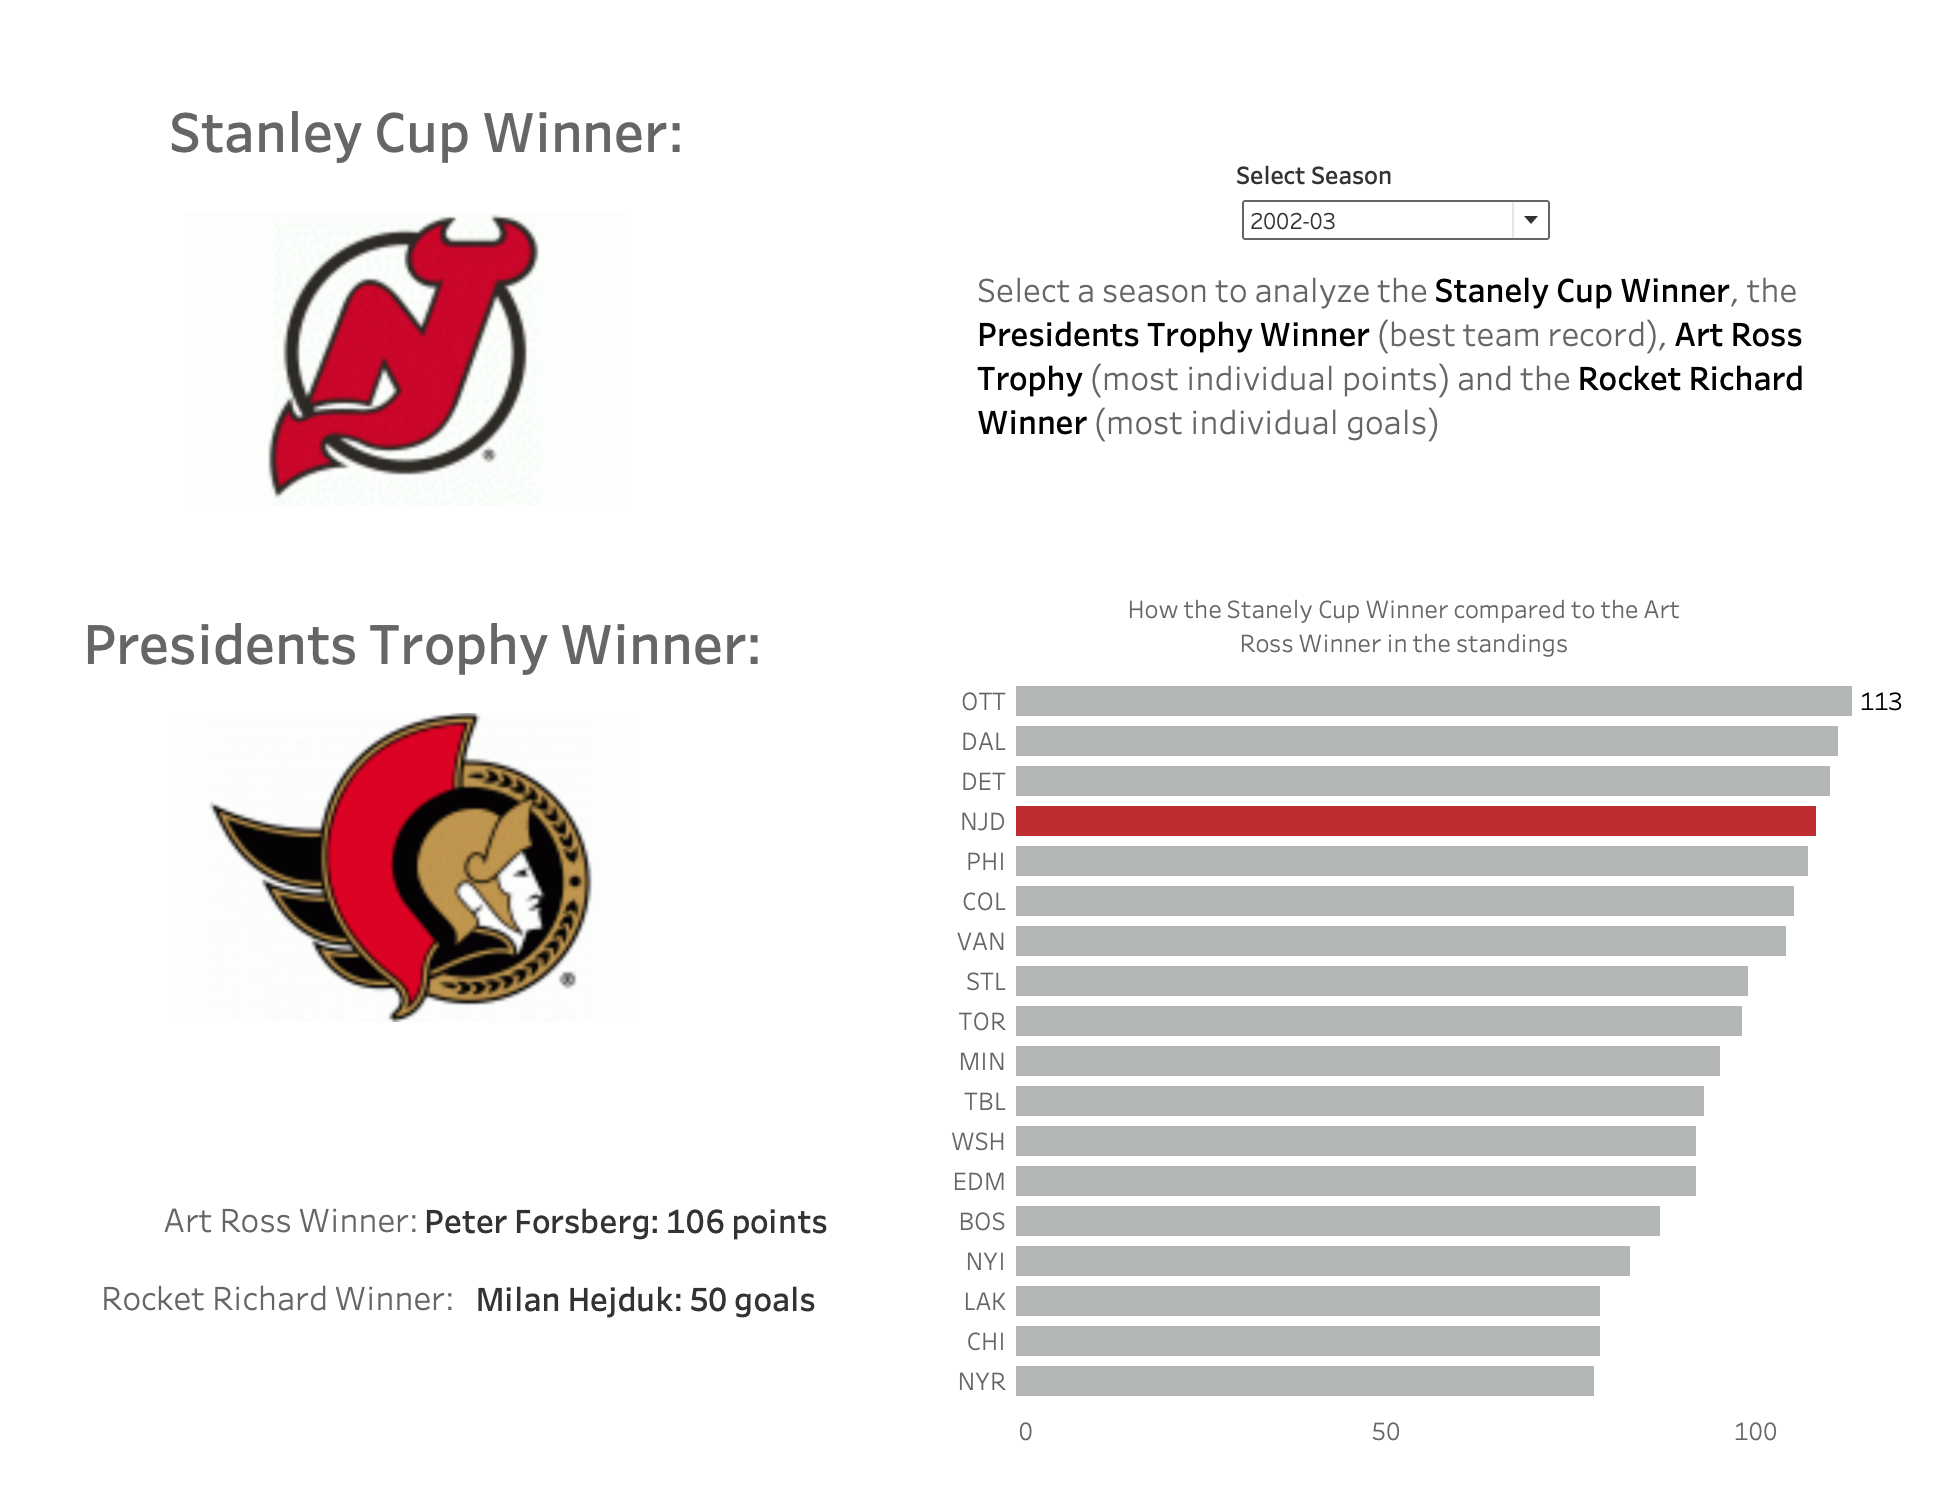 Stanley Cup Winner:
Select Season
2002-03
Select a season to analyze the Stanely Cup Winner, the
Presidents Trophy Winner (best team record), Art Ross
Trophy (most individual points) and the Rocket Richard
Winner (most individual goals)
Presidents Trophy Winner:
®
®
Art Ross Winner: Peter Forsberg: 106 points
Rocket Richard Winner: Milan Hejduk: 50 goals
How the Stanely Cup Winner compared to the Art
Ross Winner in the standings
OTT 113
DAL
DET
NJD
PHI
COL
VAN
STL
TOR
MIN
TBL
WSH
EDM
BOS
NYI
LAK
CHI
NYR
0 50 100